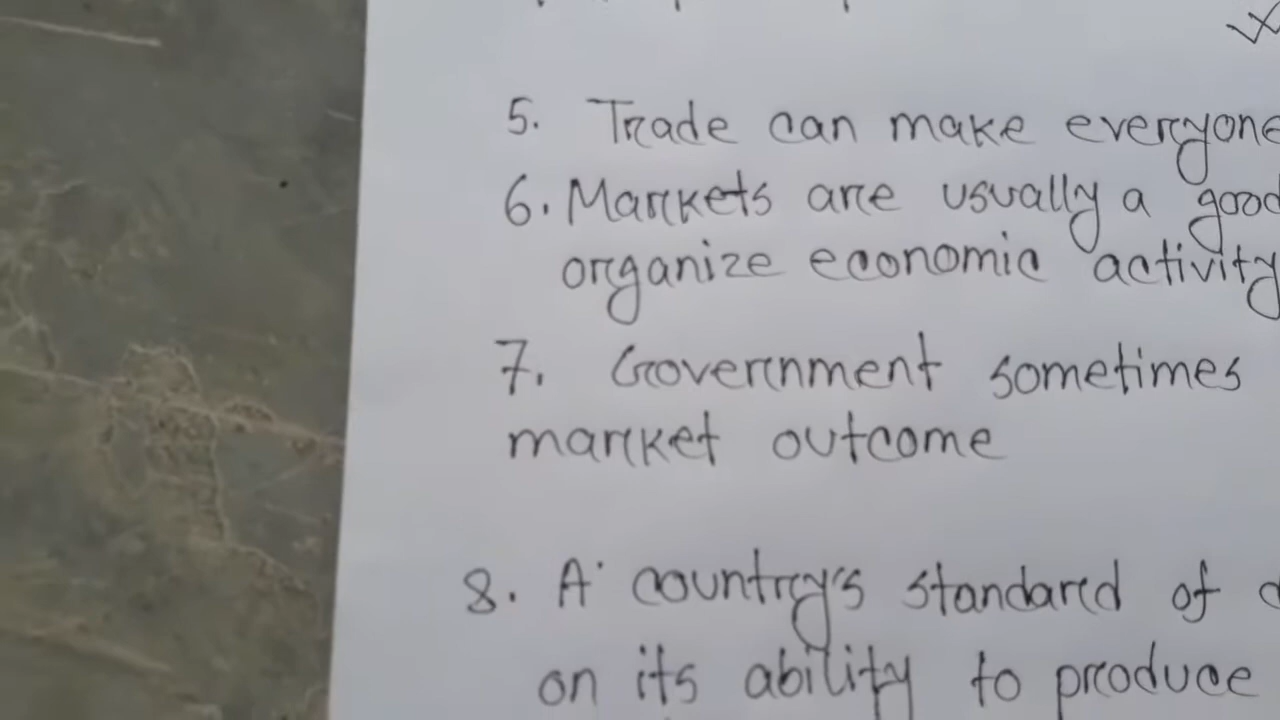 5. Trade can make everyone
6. Markets are usually a good
organize economic activity
7. Government sometimes
market outcome
8. A country's standard of
on its ability to produce